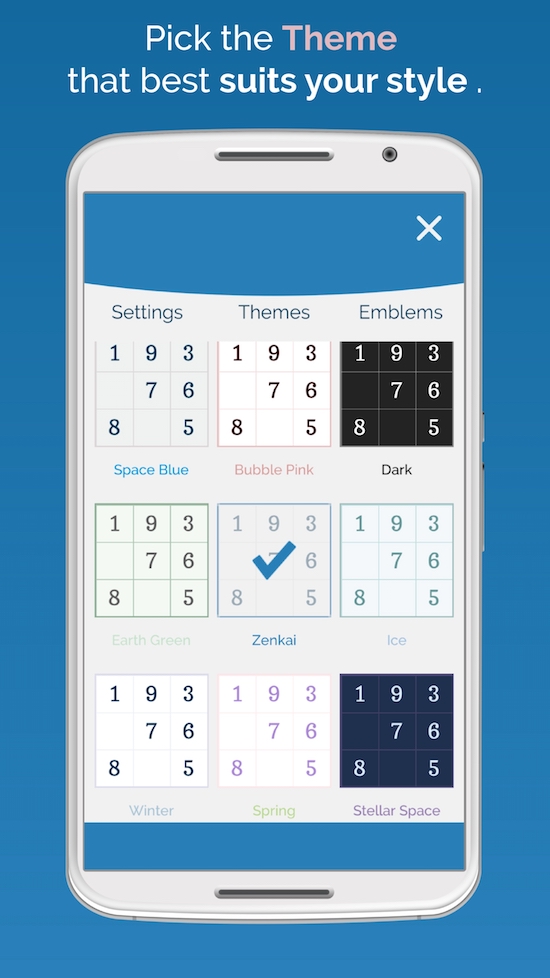 Pick the Theme
that best suits your style .
Settings Themes Emblems
1 9 3 1 9 3 1 9 3
7 6 7 6 7 6
8 5 8 5 8 5
Space Blue Bubble Pink Dark
1 9 3 1 9 3 1 9 3
7 6 7 6 7 6
8 5 8 5 8 5
Earth Green Zenkai Ice
1 9 3 1 9 3 1 9 3
7 6 7 6 7 6
8 5 8 5 8 5
Winter Spring Stellar Space